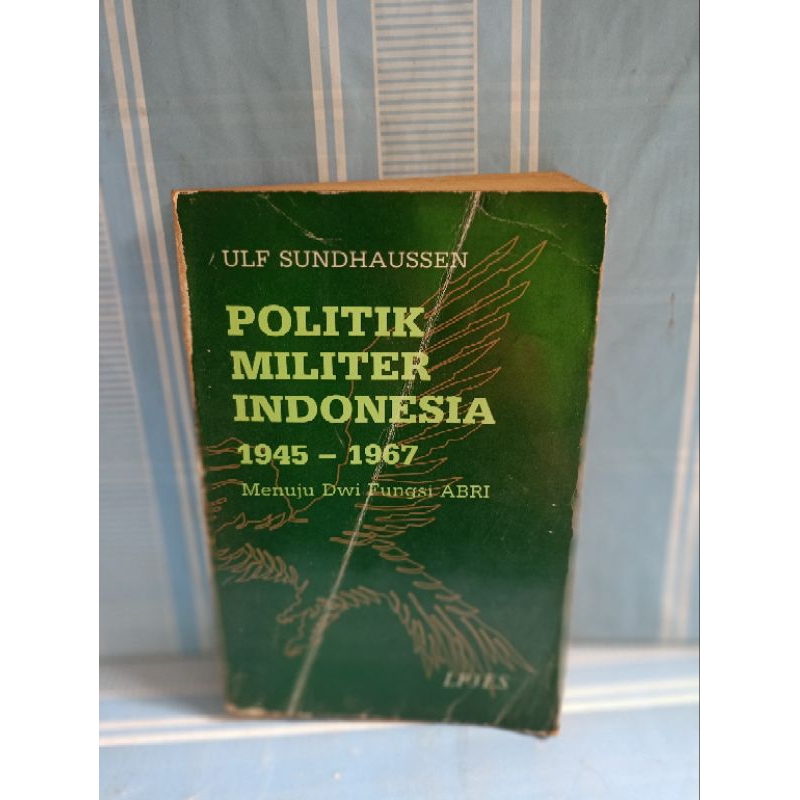 ULF SUNDHAUSSEN
POLITIK
MILITER
INDONESIA
1945 – 1967
Menuju Dwi Fungsi ABRI
LP3ES